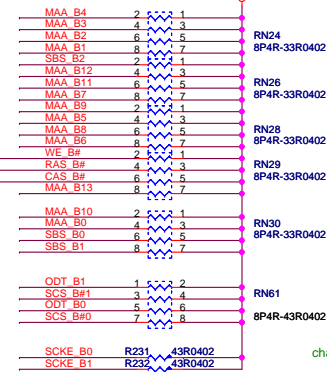 MAA_B4 2 1
MAA_B3 4 3
MAA_B2 6 5 RN24
MAA_B1 8 7 8P4R-33R0402
SBS_B2 2 1
MAA_B12 4 3
MAA_B11 6 5 RN26
MAA_B7 8 7 8P4R-33R0402
MAA_B9 2 1
MAA_B5 4 3
MAA_B8 6 5 RN28
MAA_B6 8 7 8P4R-33R0402
WE_B# 2 1
RAS_B# 4 3 RN29
CAS_B# 6 5 8P4R-33R0402
MAA_B13 8 7
MAA_B10 2 1
MAA_B0 4 3 RN30
SBS_B0 6 5 8P4R-33R0402
SBS_B1 8 7
ODT_B1 1 2
SCS_B#1 3 4 RN61
ODT_B0 5 6
SCS_B#0 7 8 8P4R-43R0402
SCKE_B0 R231 43R0402 cha
SCKE_B1 R232 43R0402